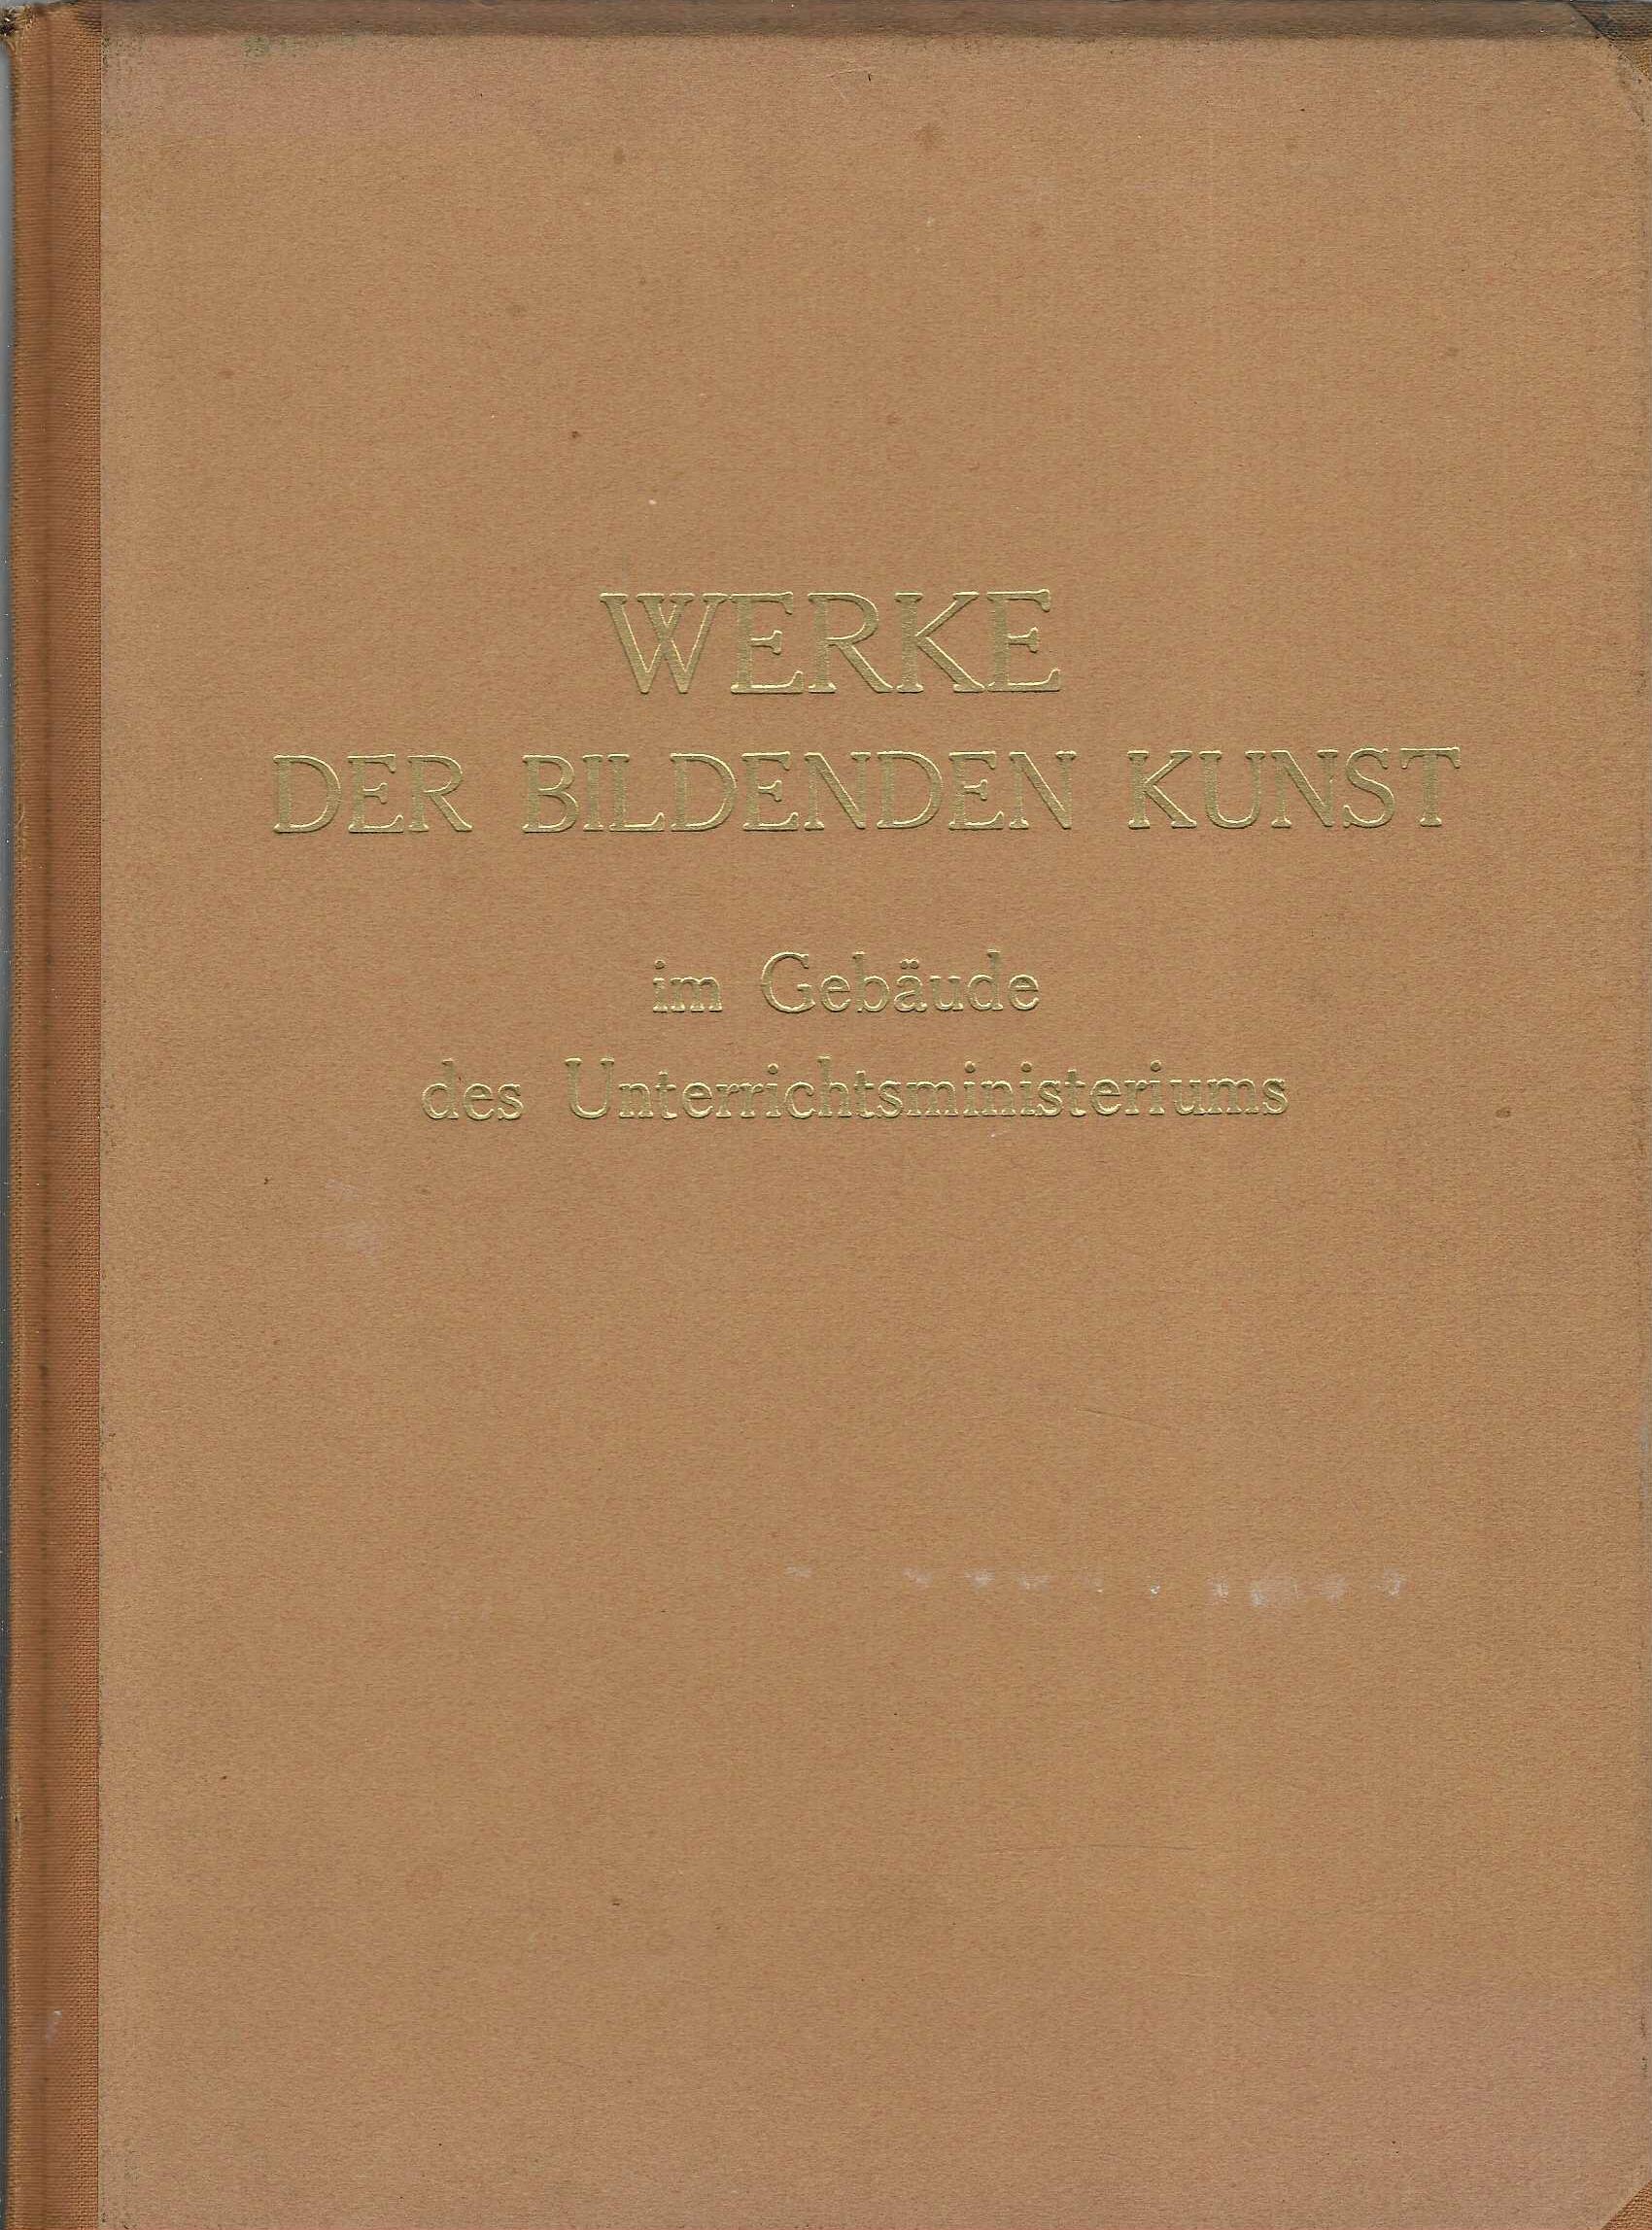 WERKE
DER BILDENDEN KUNST
im Gebäude
des Unterrichtsministeriums